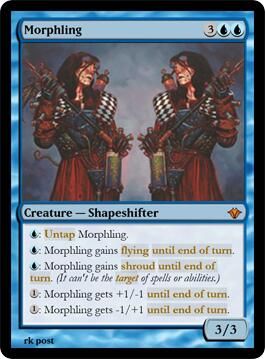 Morphling 3
Creature — Shapeshifter
: Untap Morphling.
: Morphling gains flying until end of turn.
: Morphling gains shroud until end of
turn. (It can't be the target of spells or abilities.)
1: Morphling gets +1/-1 until end of turn.
1: Morphling gets -1/+1 until end of turn.
rk post
3/3